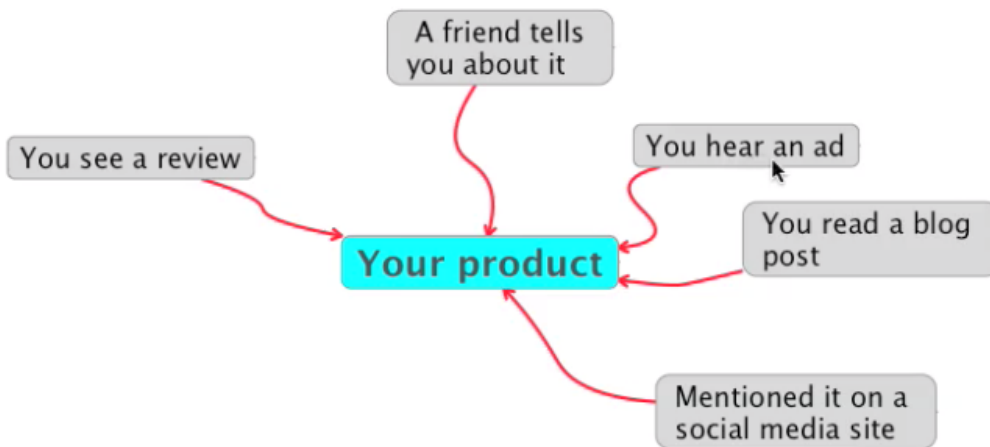 A friend tells
you about it
You see a review
You hear an ad
You read a blog
post
Your product
Mentioned it on a
social media site